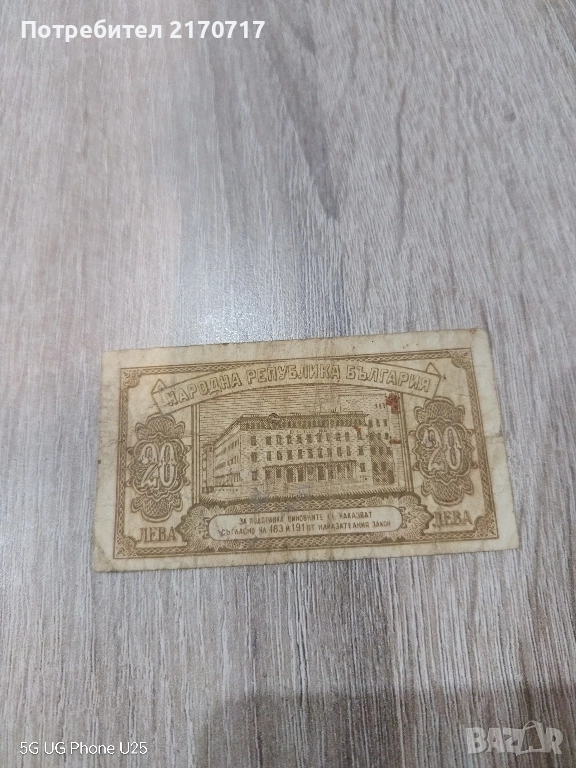 Потребител 2170717
НАРОДНА РЕПУБЛИКА БЪЛГАРИЯ
20
20
ЗА ПОДПРАВКА ВИНОВНИТЕ СЕ НАКАЗВАТ
СЪГЛАСНО ЧЛ 183 И 191 ОТ НАКАЗАТЕЛНИЯ ЗАКОН
ЛЕВА
ЛЕВА
5G UG Phone U25
BAZAR